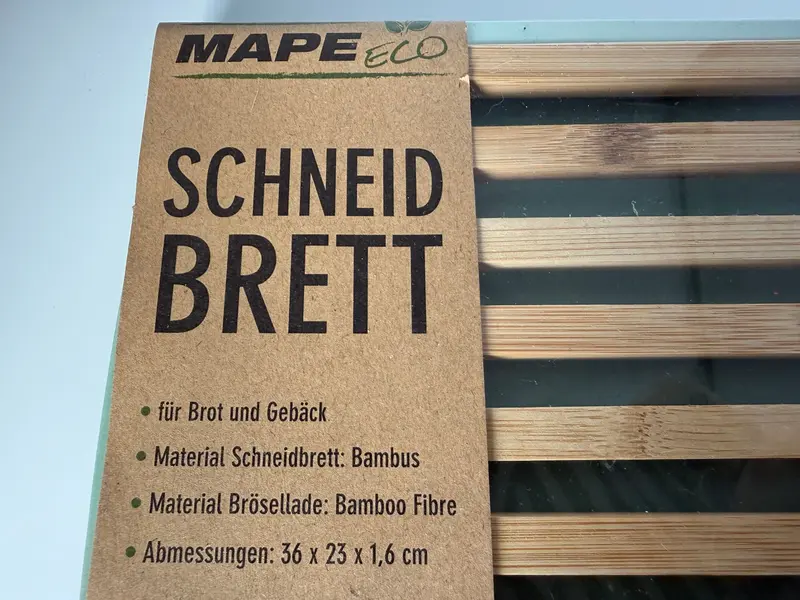 MAPE ECO
SCHNEID
BRETT
• für Brot und Gebäck
• Material Schneidbrett: Bambus
• Material Brösellade: Bamboo Fibre
• Abmessungen: 36 x 23 x 1,6 cm